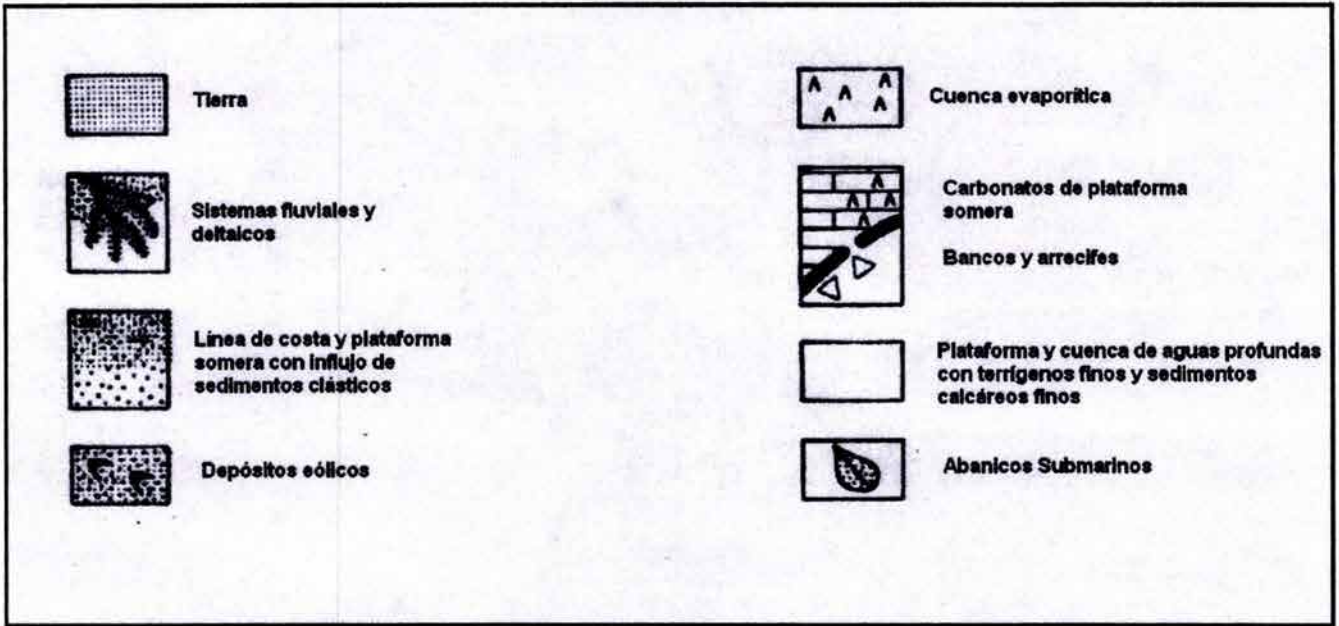 Tierra
Sistemas fluviales y
deltaicos
Línea de costa y plataforma
somera con influjo de
sedimentos clásticos
Depósitos eólicos
Cuenca evaporítica
Carbonatos de plataforma
somera
Bancos y arrecifes
Plataforma y cuenca de aguas profundas
con terrígenos finos y sedimentos
calcáreos finos
Abanicos Submarinos